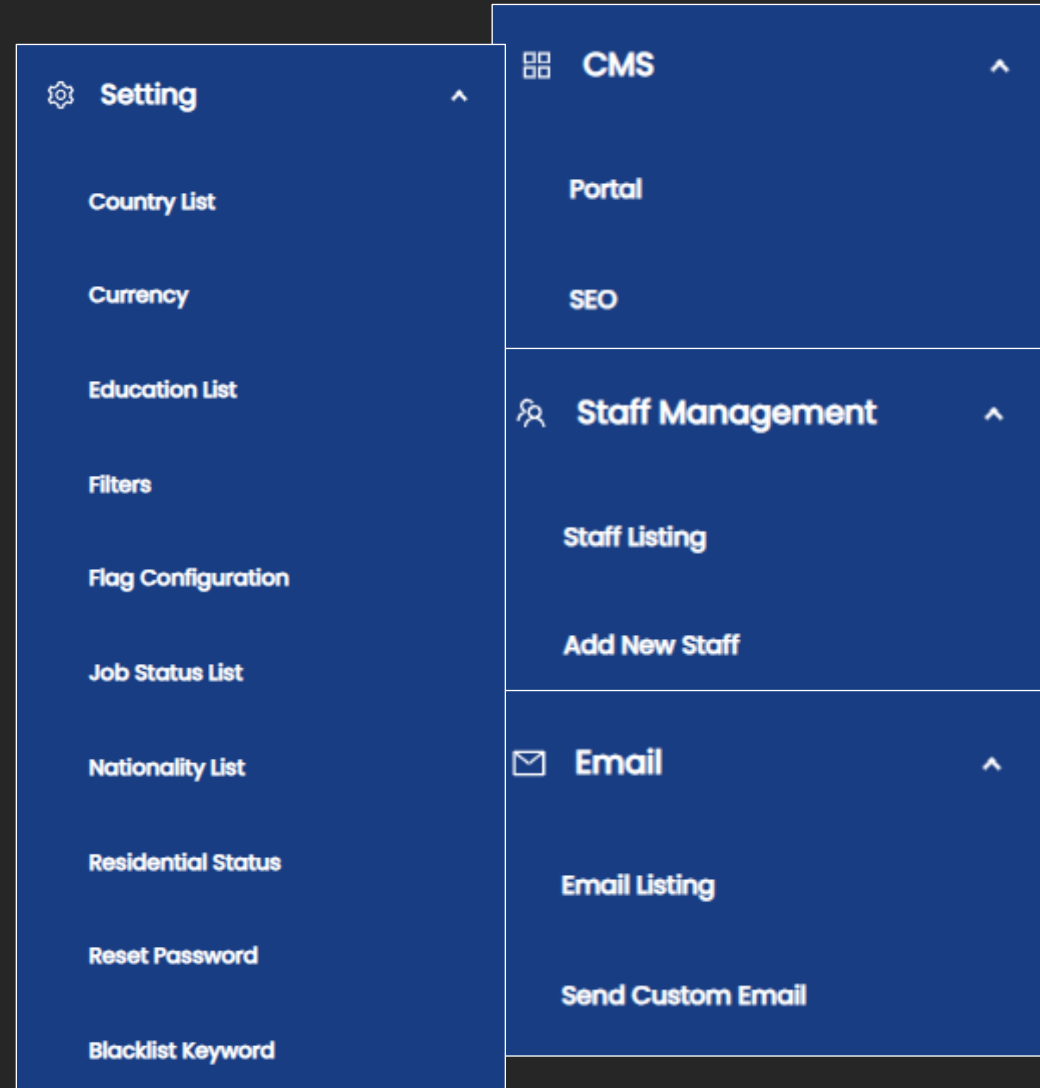 Setting
Country List
Currency
Education List
Filters
Flag Configuration
Job Status List
Nationality List
Residential Status
Reset Password
Blacklist Keyword
CMS
Portal
SEO
Staff Management
Staff Listing
Add New Staff
Email
Email Listing
Send Custom Email